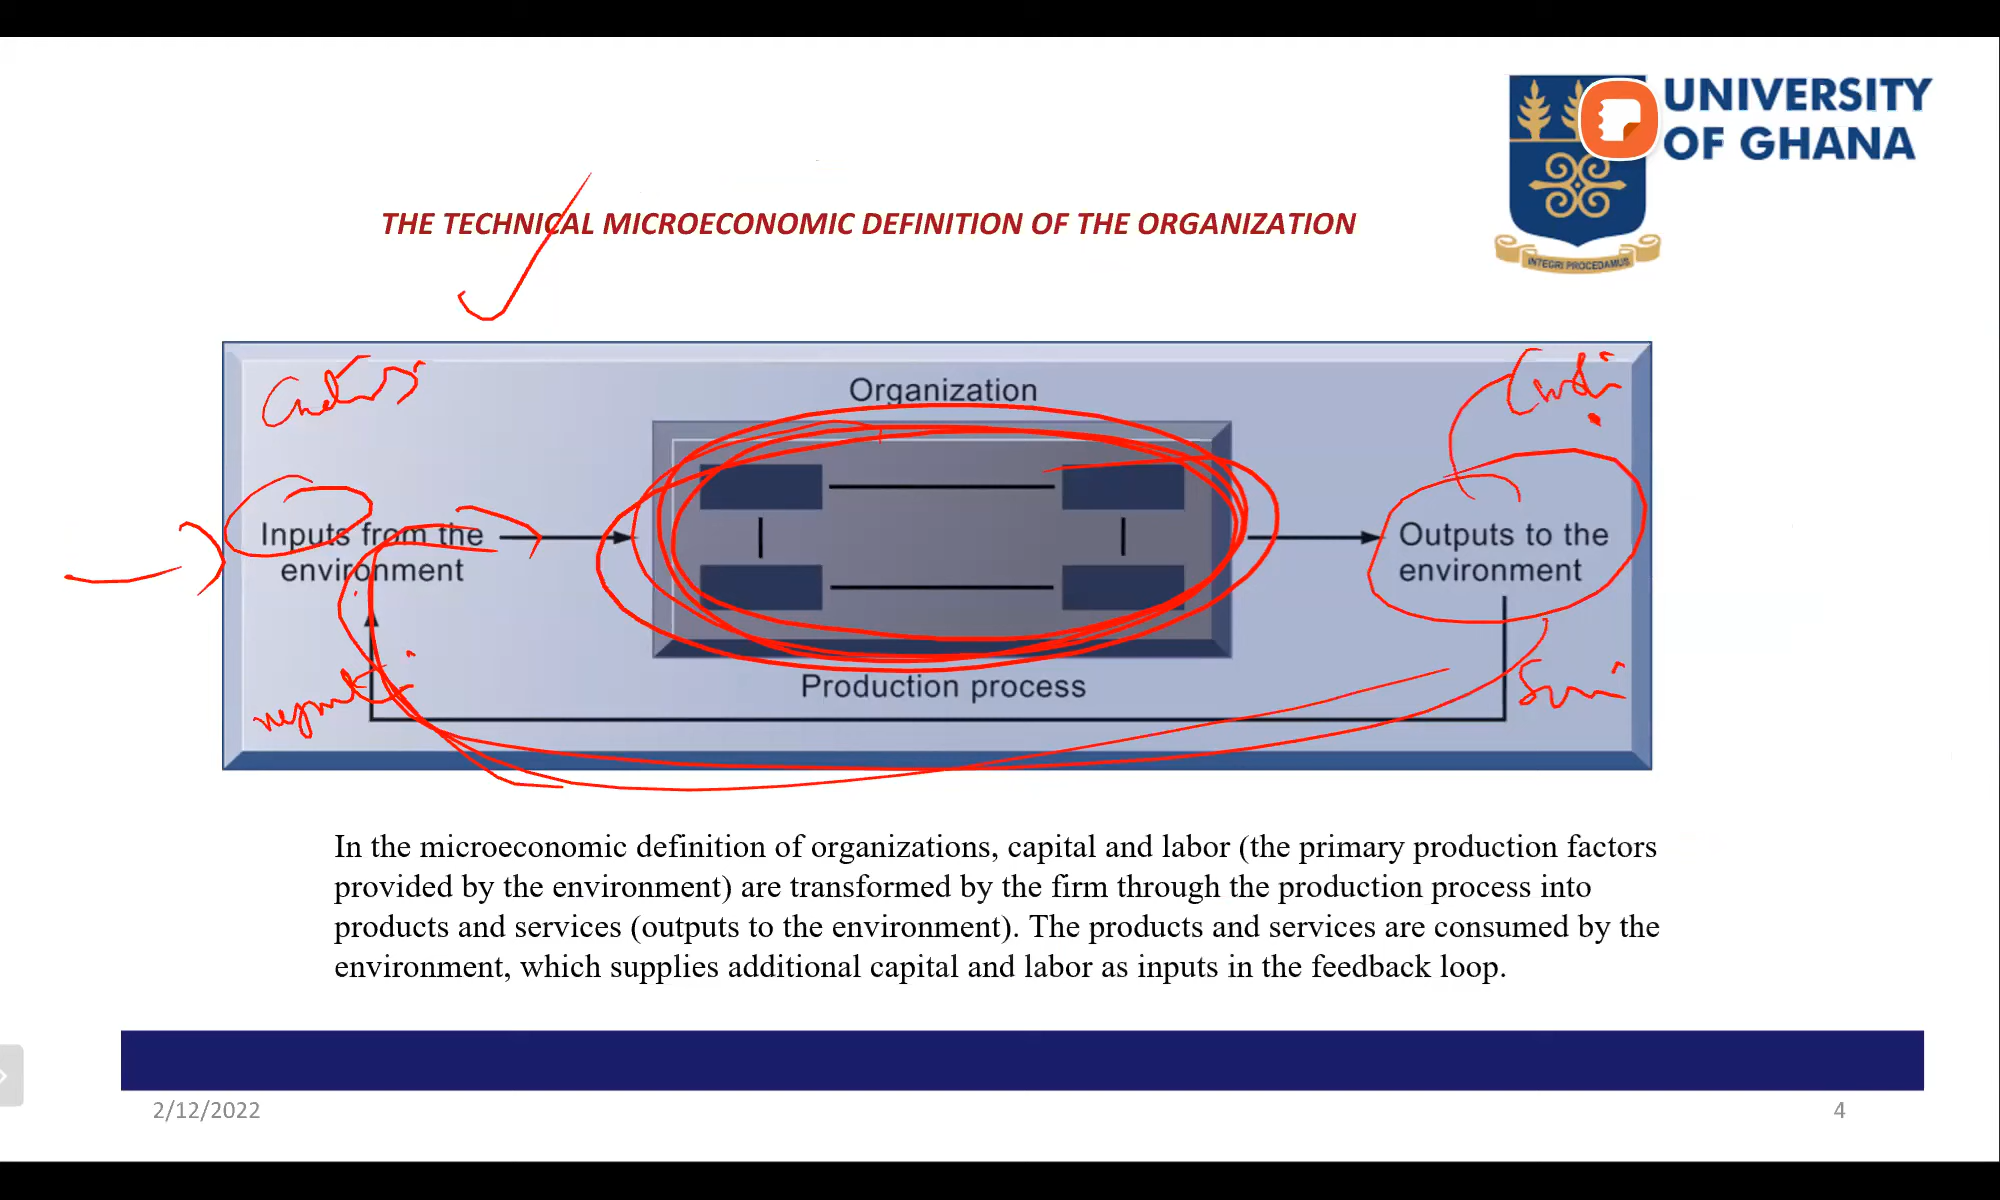 UNIVERSITY
OF GHANA
INTEGRI PROCEDAMUS
THE TECHNICAL MICROECONOMIC DEFINITION OF THE ORGANIZATION
Organization
Inputs from the
environment
Outputs to the
environment
Production process
In the microeconomic definition of organizations, capital and labor (the primary production factors
provided by the environment) are transformed by the firm through the production process into
products and services (outputs to the environment). The products and services are consumed by the
environment, which supplies additional capital and labor as inputs in the feedback loop.
2/12/2022
4